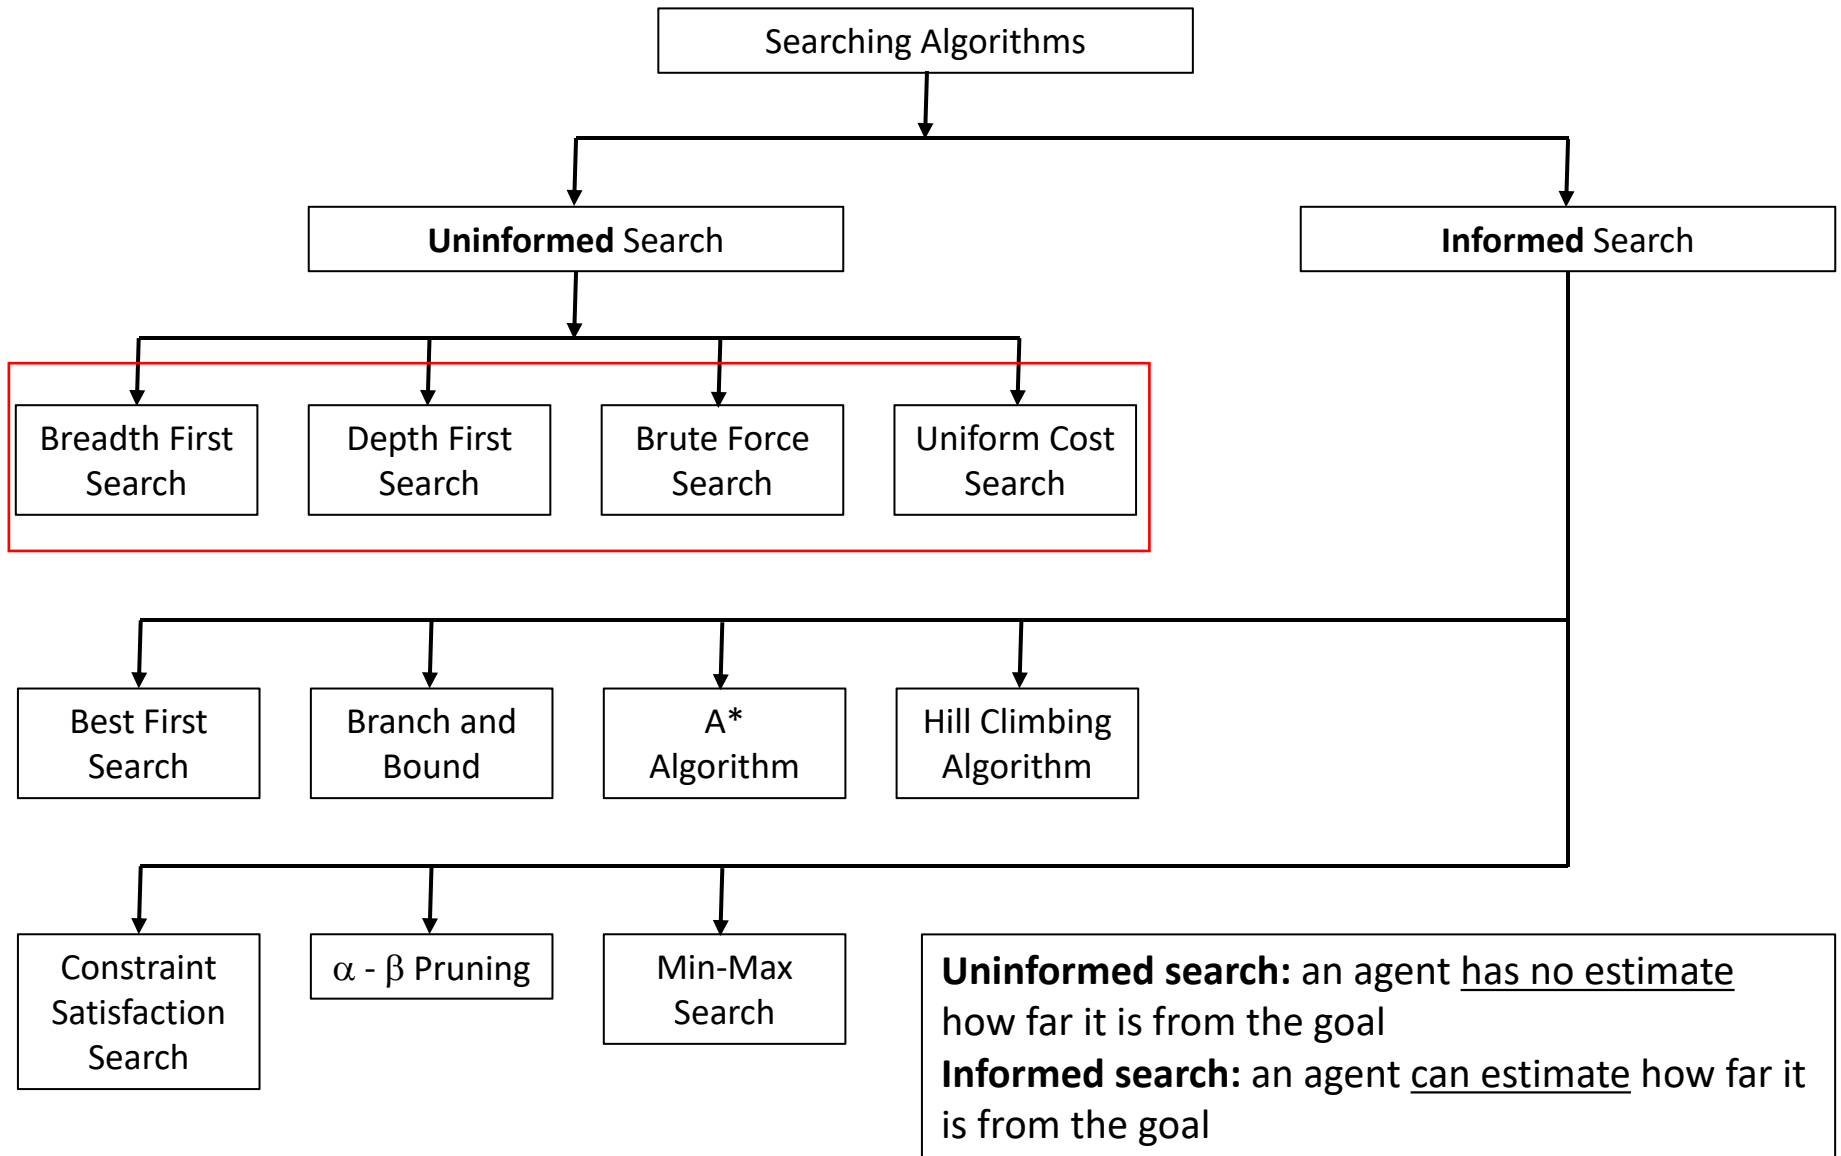 Searching Algorithms
Uninformed Search
Informed Search
Breadth First
Search
Depth First
Search
Brute Force
Search
Uniform Cost
Search
Best First
Search
Branch and
Bound
A*
Algorithm
Hill Climbing
Algorithm
Constraint
Satisfaction
Search
α - β Pruning
Min-Max
Search
Uninformed search: an agent has no estimate
how far it is from the goal
Informed search: an agent can estimate how far it
is from the goal